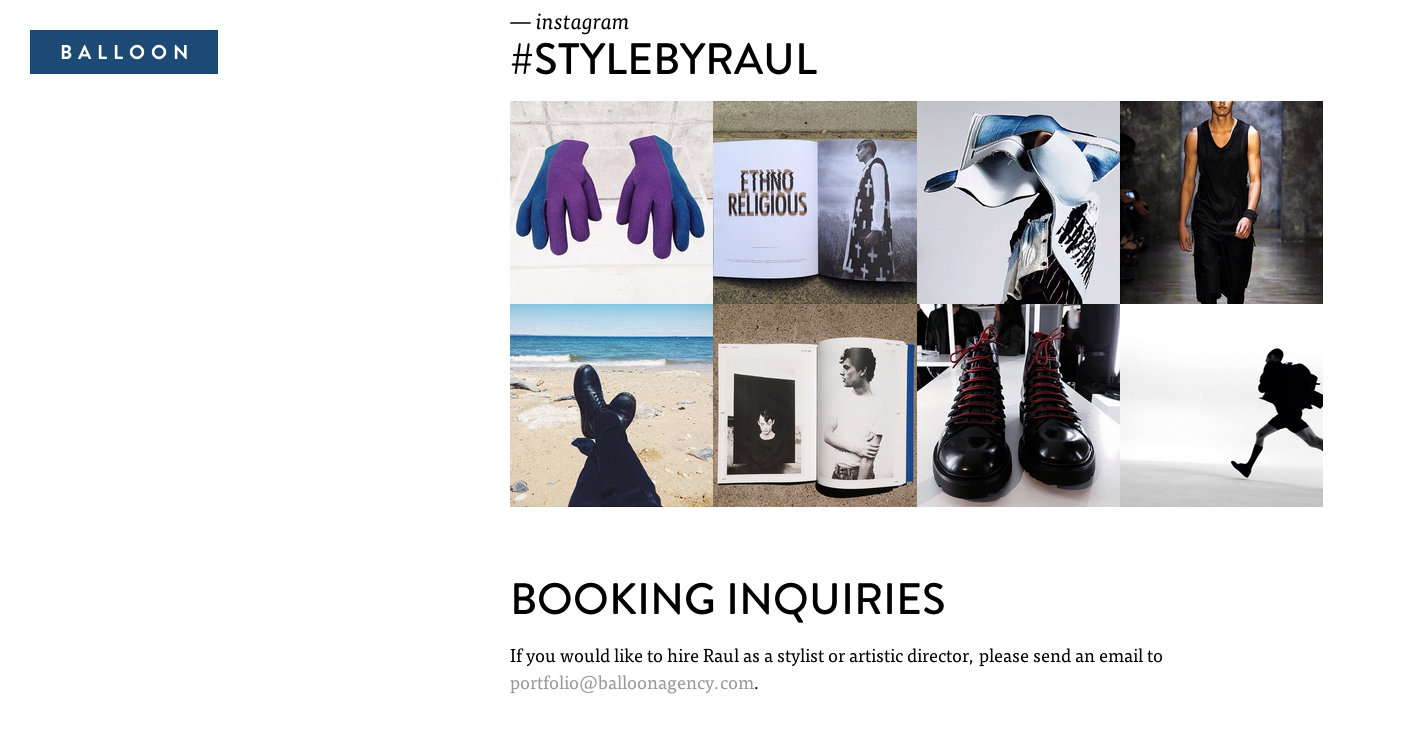 BALLOON
— instagram
#STYLEBYRAUL
ETHNO
RELIGIOUS
BOOKING INQUIRIES
If you would like to hire Raul as a stylist or artistic director, please send an email to
portfolio@balloonagency.com.